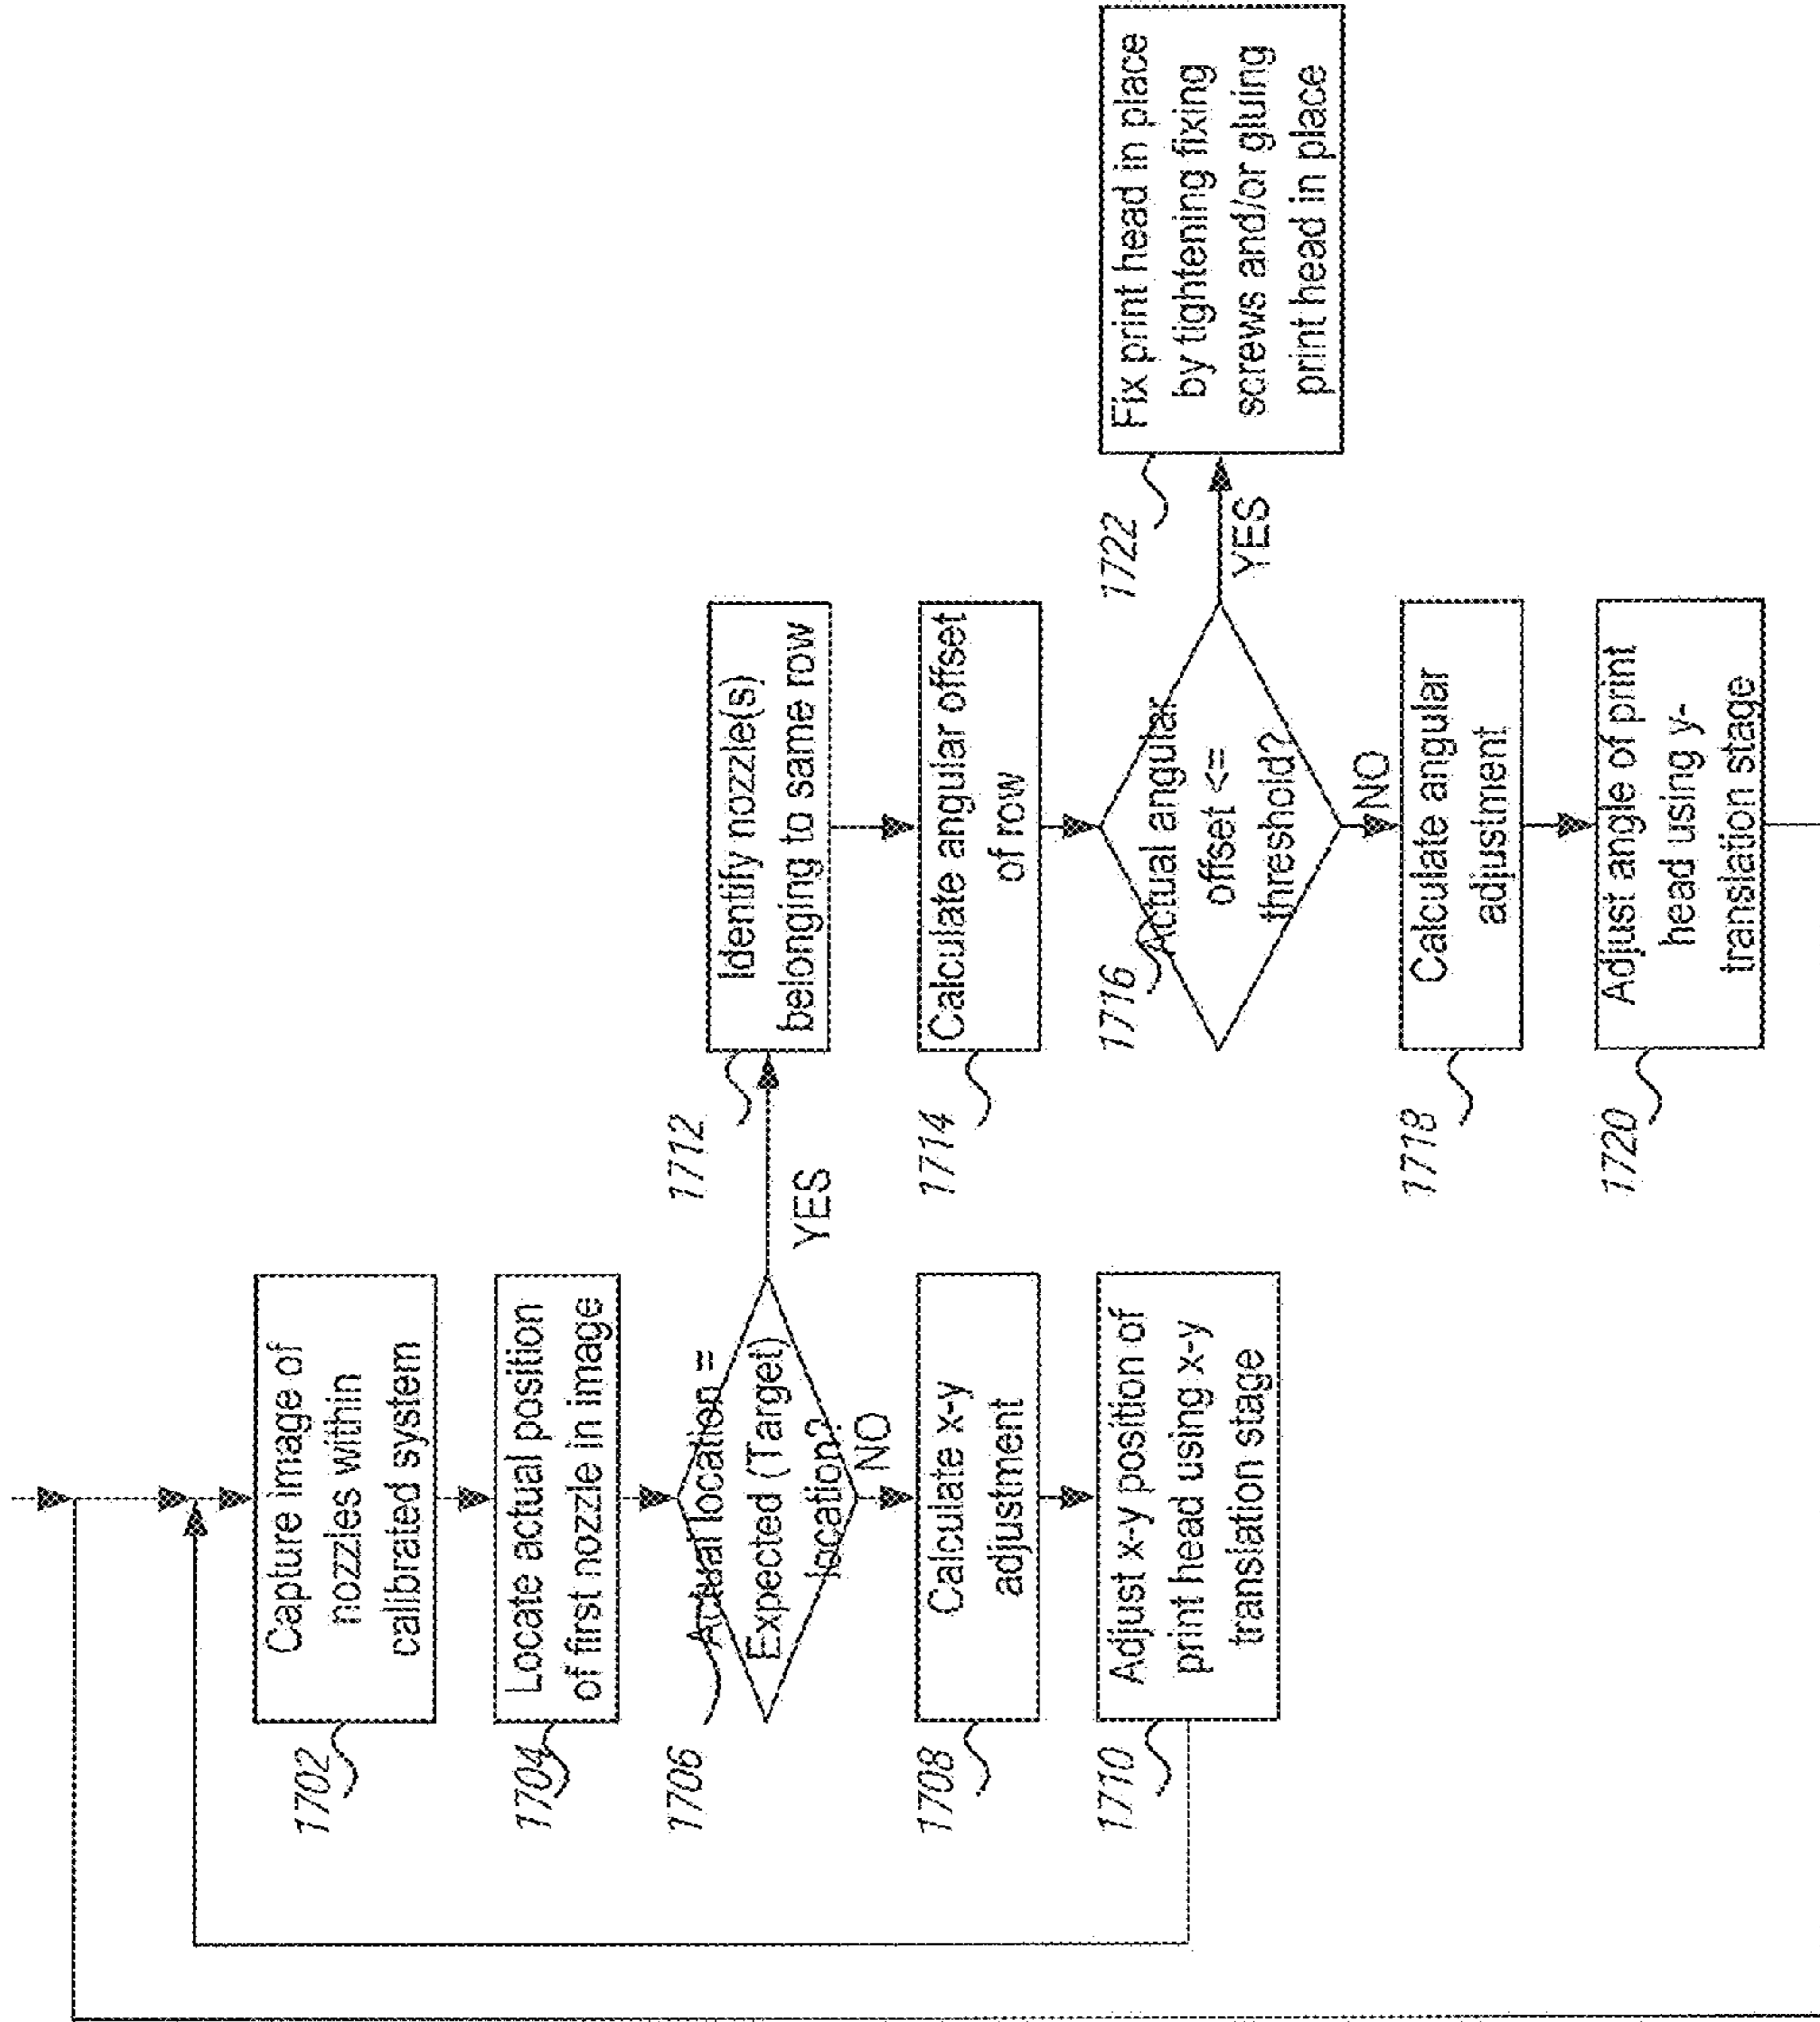 1702
Capture image of
nozzles within
calibrated system
1704
Locate actual position
of first nozzle in image
1706
Actual location =
Expected (Target)
location?
YES
NO
1708
Calculate x-y
adjustment
1710
Adjust x-y position of
print head using x-y
translation stage
1712
Identify nozzle(s)
belonging to same row
1714
Calculate angular offset
of row
1716
Actual angular
offset <=
threshold?
YES
NO
1718
Calculate angular
adjustment
1720
Adjust angle of print
head using y-
translation stage
1722
Fix print head in place
by tightening fixing
screws and/or gluing
print head in place